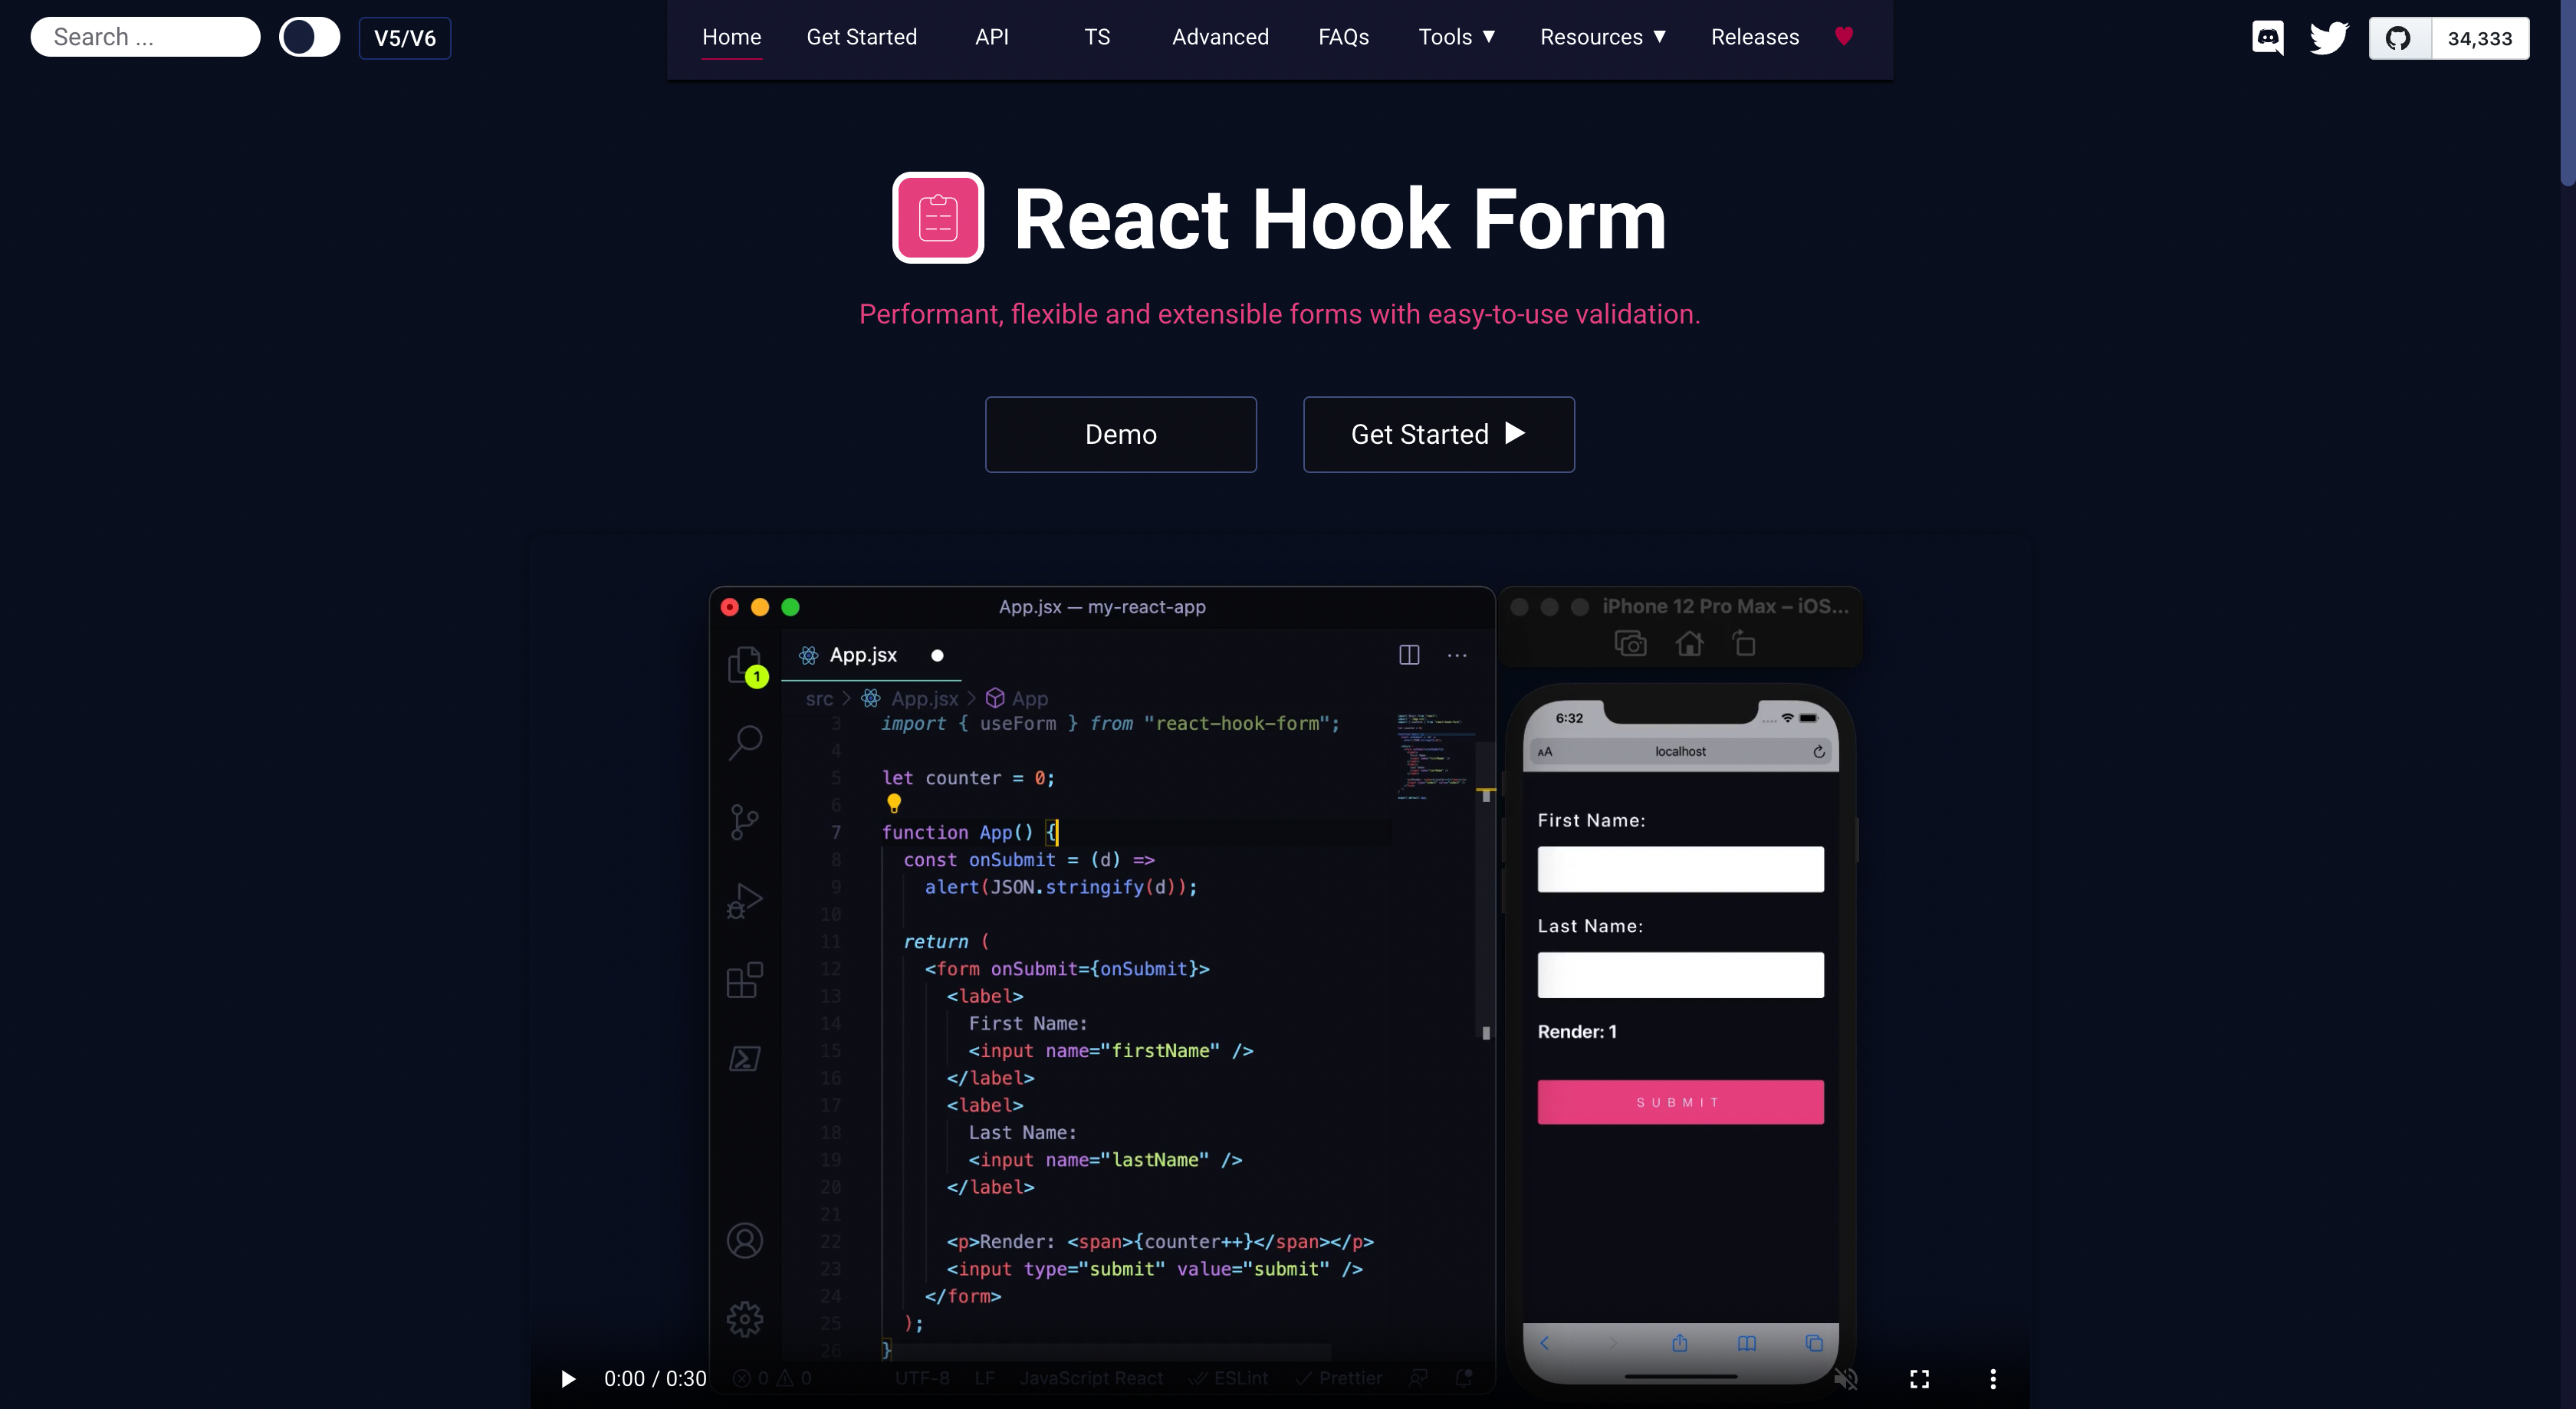 Search ...
V5/V6
Home
Get Started
API
TS
Advanced
FAQs
Tools ▼
Resources ▼
Releases
34,333
React Hook Form
Performant, flexible and extensible forms with easy-to-use validation.
Demo
Get Started ▶
App.jsx — my-react-app
1
App.jsx
src > App.jsx > App
3 import { useForm } from "react-hook-form";
4
5 let counter = 0;
6
7 function App() {
8 const onSubmit = (d) =>
9 alert(JSON.stringify(d));
10
11 return (
12 <form onSubmit={onSubmit}>
13 <label>
14 First Name:
15 <input name="firstName" />
16 </label>
17 <label>
18 Last Name:
19 <input name="lastName" />
20 </label>
21
22 <p>Render: <span>{counter++}</span></p>
23 <input type="submit" value="submit" />
24 </form>
25 );
26 }
0 0
UTF-8
LF
JavaScript React
ESLint
Prettier
0:00 / 0:30
iPhone 12 Pro Max – iOS...
6:32
AA
localhost
First Name:
Last Name:
Render: 1
SUBMIT